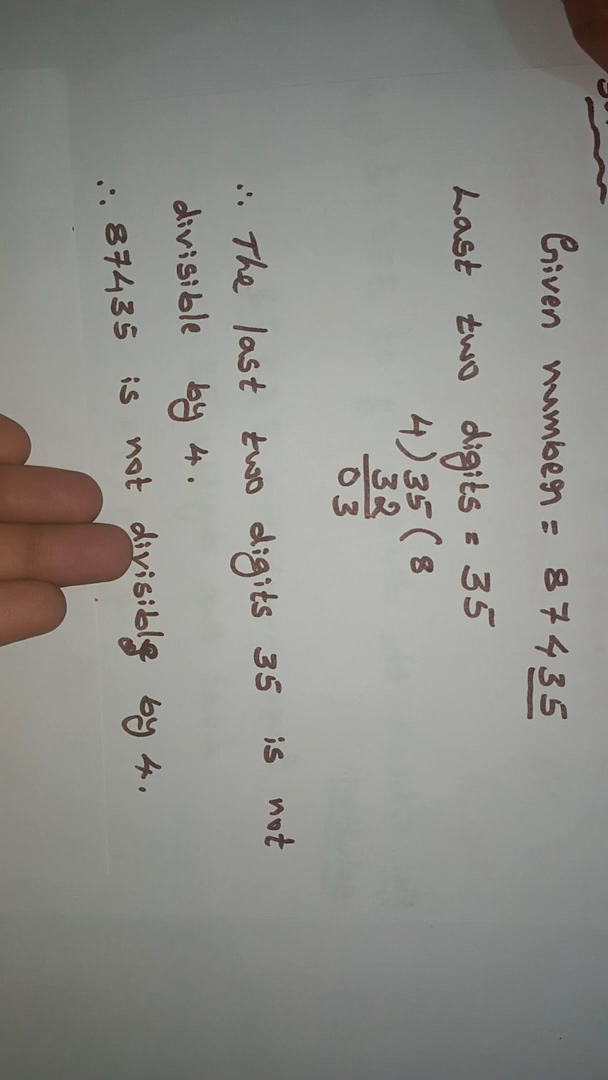 Given number = 87435
Last two digits = 35
4)35(8
32
03
∴ The last two digits 35 is not
divisible by 4.
∴ 87435 is not divisible by 4.